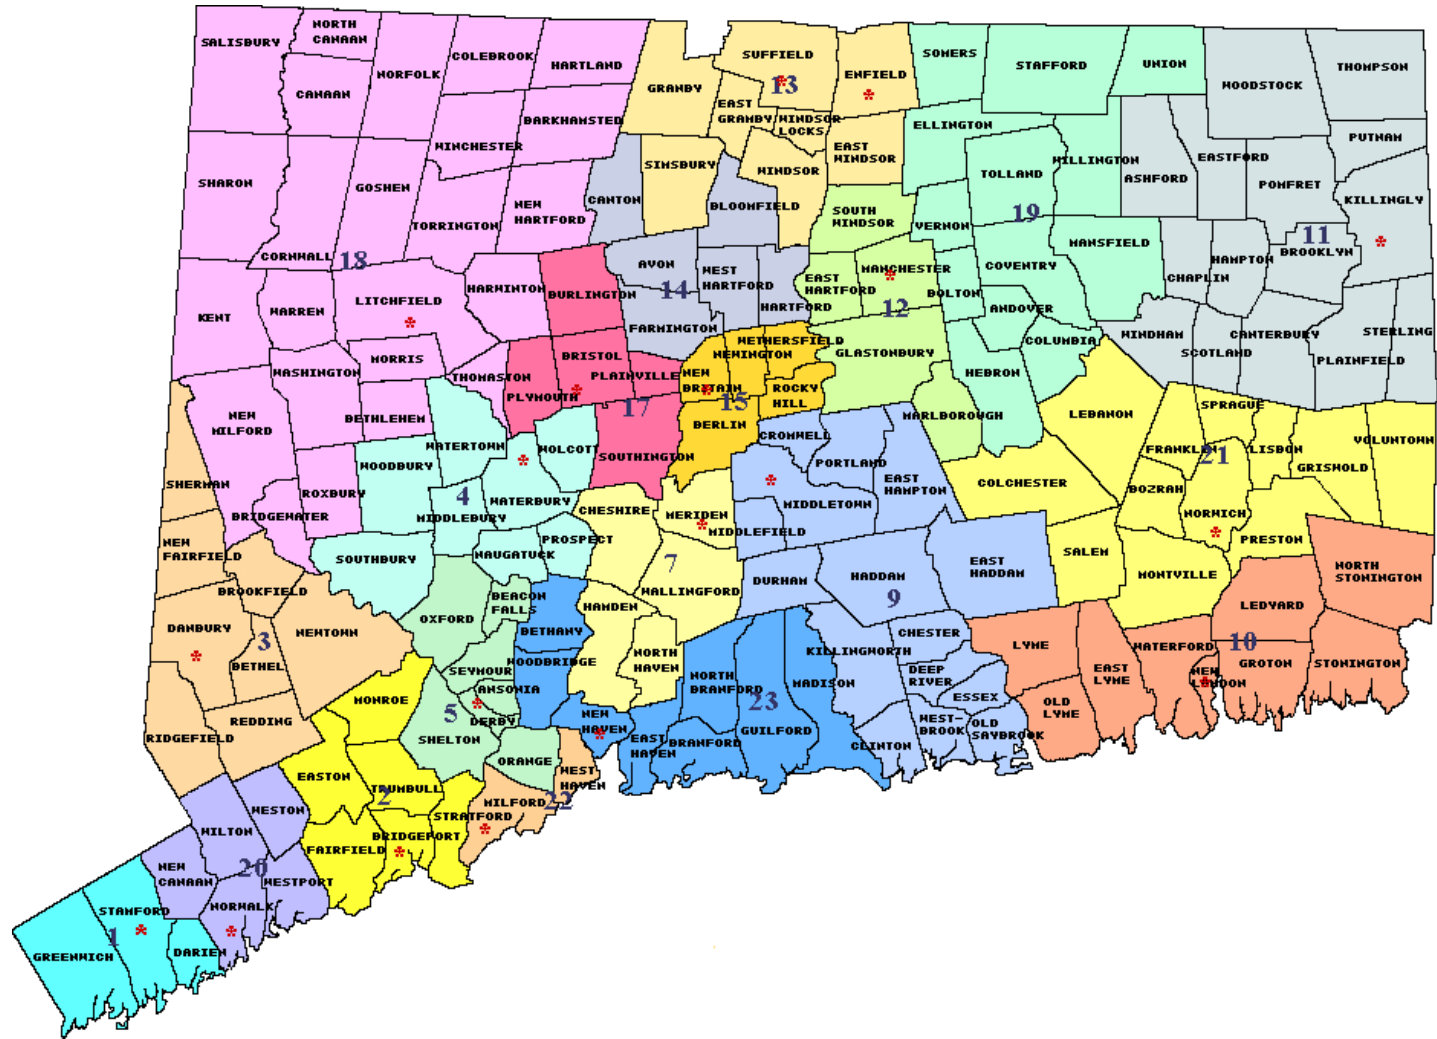 SALISBURY
NORTH
CANAAN
COLEBROOK
HARTLAND
NORFOLK
CANAAN
BARKHAMSTED
WINCHESTER
SHARON
GOSHEN
NEW
HARTFORD
TORRINGTON
CORNWALL
18
KENT
WARREN
LITCHFIELD
*
HARWINTON
MORRIS
WASHINGTON
THOMASTON
BETHLEHEM
NEW
MILFORD
ROXBURY
BRIDGEWATER
GRANBY
SUFFIELD
13
*
ENFIELD
*
EAST
GRANBY
WINDSOR
LOCKS
EAST
WINDSOR
SIMSBURY
WINDSOR
CANTON
BLOOMFIELD
AVON
WEST
HARTFORD
14
HARTFORD
FARMINGTON
SOUTH
WINDSOR
MANCHESTER
*
EAST
HARTFORD
12
GLASTONBURY
MARLBOROUGH
SOMERS
STAFFORD
UNION
ELLINGTON
WILLINGTON
TOLLAND
19
VERNON
MANSFIELD
COVENTRY
BOLTON
ANDOVER
COLUMBIA
HEBRON
WOODSTOCK
THOMPSON
PUTNAM
EASTFORD
ASHFORD
POMFRET
KILLINGLY
*
11
BROOKLYN
HAMPTON
CHAPLIN
WINDHAM
SCOTLAND
CANTERBURY
STERLING
PLAINFIELD
BURLINGTON
BRISTOL
*
PLAINVILLE
PLYMOUTH
17
SOUTHINGTON
WETHERSFIELD
NEWINGTON
NEW
BRITAIN
*
ROCKY
HILL
15
BERLIN
WATERTOWN
WOLCOTT
*
WOODBURY
4
WATERBURY
MIDDLEBURY
PROSPECT
NAUGATUCK
SOUTHBURY
CHESHIRE
MERIDEN
*
7
WALLINGFORD
HAMDEN
NORTH
HAVEN
CROMWELL
*
PORTLAND
EAST
HAMPTON
MIDDLETOWN
MIDDLEFIELD
DURHAM
HADDAM
EAST
HADDAM
9
CHESTER
KILLINGWORTH
DEEP
RIVER
ESSEX
WEST-
BROOK
OLD
SAYBROOK
CLINTON
LEBANON
SPRAGUE
FRANKLIN
21
LISBON
VOLUNTOWN
GRISWOLD
COLCHESTER
BOZRAH
NORWICH
*
PRESTON
SALEM
MONTVILLE
NORTH
STONINGTON
LEDYARD
10
LYME
WATERFORD
GROTON
STONINGTON
EAST
LYME
NEW
LONDON
*
OLD
LYME
SHERMAN
NEW
FAIRFIELD
BROOKFIELD
DANBURY
*
3
NEWTOWN
BETHEL
REDDING
RIDGEFIELD
BEACON
FALLS
OXFORD
SEYMOUR
ANSONIA
*
5
DERBY
SHELTON
ORANGE
BETHANY
WOODBRIDGE
NEW
HAVEN
*
EAST
HAVEN
NORTH
BRANFORD
BRANFORD
23
GUILFORD
MADISON
WEST
HAVEN
MILFORD
22
*
MONROE
EASTON
TRUMBULL
2
STRATFORD
BRIDGEPORT
*
FAIRFIELD
WESTON
WILTON
NEW
CANAAN
20
WESTPORT
NORWALK
*
STAMFORD
*
1
DARIEN
GREENWICH